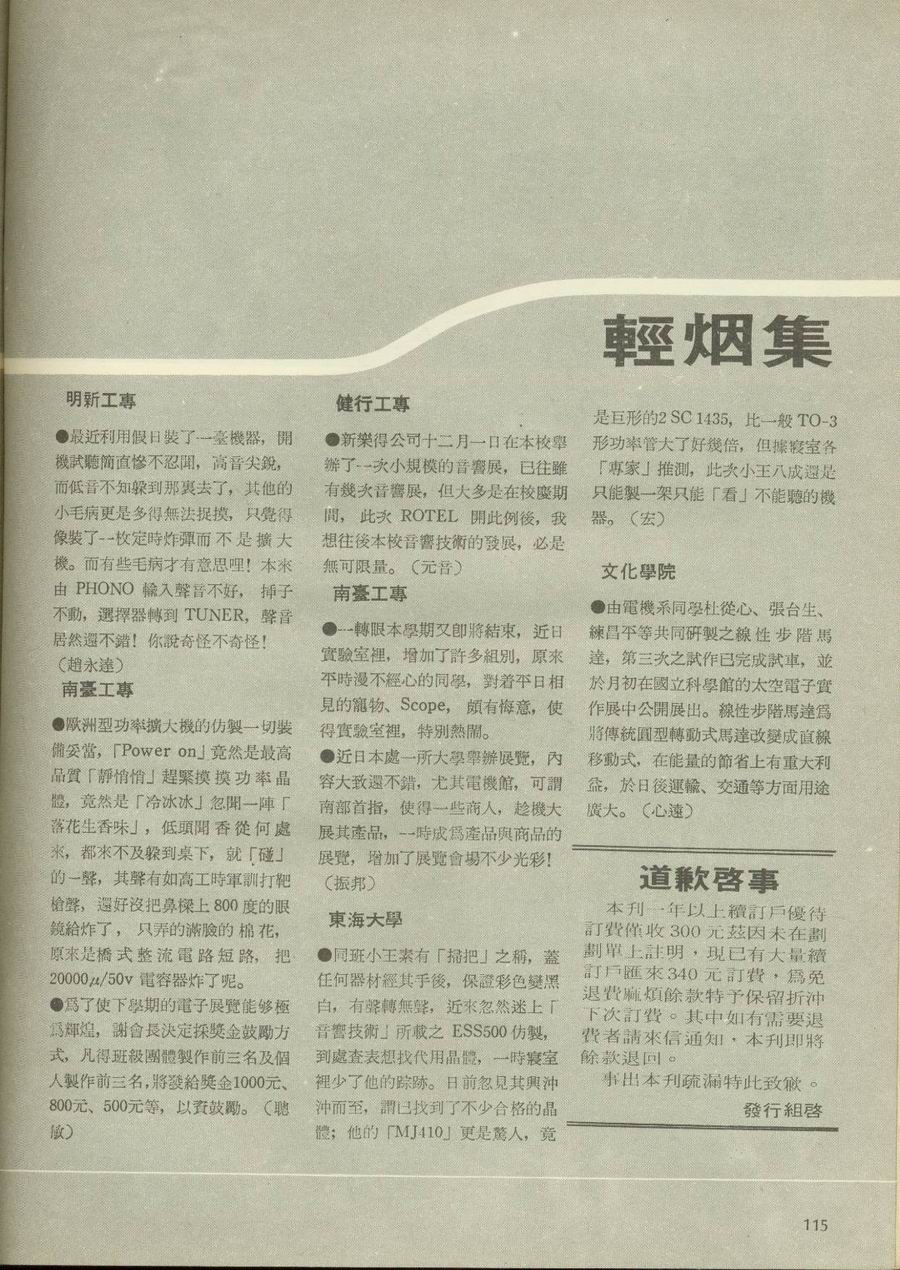 輕烟集
明新工專
●最近利用假日裝了一臺機器，開
機試聽簡直慘不忍聞，高音尖銳，
而低音不知躲到那裏去了，其他的
小毛病更是多得無法捉摸，只覺得
像裝了一枚定時炸彈而不是擴大
機。而有些毛病才有意思哩！本來
由 PHONO 輸入聲音不好，揷子
不動，選擇器轉到 TUNER，聲音
居然還不錯！你說奇怪不奇怪！
（趙永達）
南臺工專
●歐洲型功率擴大機的仿製一切裝
備妥當，「Power on」竟然是最高
品質「靜悄悄」趕緊摸摸功率晶
體，竟然是「冷冰冰」忽聞一陣「
落花生香味」，低頭聞香從何處
來，都來不及躲到桌下，就「碰」
的一聲，其聲有如高工時軍訓打靶
槍聲，還好沒把鼻樑上 800 度的眼
鏡給炸了，只弄的滿臉的棉花，
原來是橋式整流電路短路，把
20000μ/50v 電容器炸了呢。
●爲了使下學期的電子展覽能够極
爲輝煌，謝會長決定採獎金鼓勵方
式，凡得班級團體製作前三名及個
人製作前三名，將發給獎金1000元、
800元、500元等，以資鼓勵。（聰
敏）
健行工專
●新樂得公司十二月一日在本校舉
辦了一次小規模的音響展，已往雖
有幾次音響展，但大多是在校慶期
間，此次 ROTEL 開此例後，我
想往後本校音響技術的發展，必是
無可限量。（元音）
南臺工專
●一轉眼本學期又卽將結束，近日
實驗室裡，增加了許多組別，原來
平時漫不經心的同學，對着平日相
見的寵物、Scope，頗有悔意，使
得實驗室裡，特別熱鬧。
●近日本處一所大學舉辦展覽，內
容大致還不錯，尤其電機館，可謂
南部首指，使得一些商人，趁機大
展其產品，一時成爲產品與商品的
展覽，增加了展覽會場不少光彩！
（振邦）
東海大學
●同班小王素有「掃把」之稱，蓋
任何器材經其手後，保證彩色變黑
白，有聲轉無聲，近來忽然迷上「
音響技術」所載之 ESS500 仿製，
到處查表想找代用晶體，一時寢室
裡少了他的踪跡。日前忽見其興沖
沖而至，謂已找到了不少合格的晶
體；他的「MJ410」更是驚人，竟
是巨形的2 SC 1435，比一般 TO-3
形功率管大了好幾倍，但據寢室各
「專家」推測，此次小王八成還是
只能製一架只能「看」不能聽的機
器。（宏）
文化學院
●由電機系同學杜從心、張台生、
練昌平等共同研製之線性步階馬
達，第三次之試作已完成試車，並
於月初在國立科學館的太空電子實
作展中公開展出。線性步階馬達爲
將傳統圓型轉動式馬達改變成直線
移動式，在能量的節省上有重大利
益，於日後運輸、交通等方面用途
廣大。（心遠）
道歉啓事
本刊一年以上續訂戶優待
訂費僅收 300 元茲因未在劃
劃單上註明，現已有大量續
訂戶匯來 340 元訂費，爲免
退費麻煩餘款特予保留折沖
下次訂費。其中如有需要退
費者請來信通知，本刊即將
餘款退回。
事出本刊疏漏特此致歉。
發行組啓
115